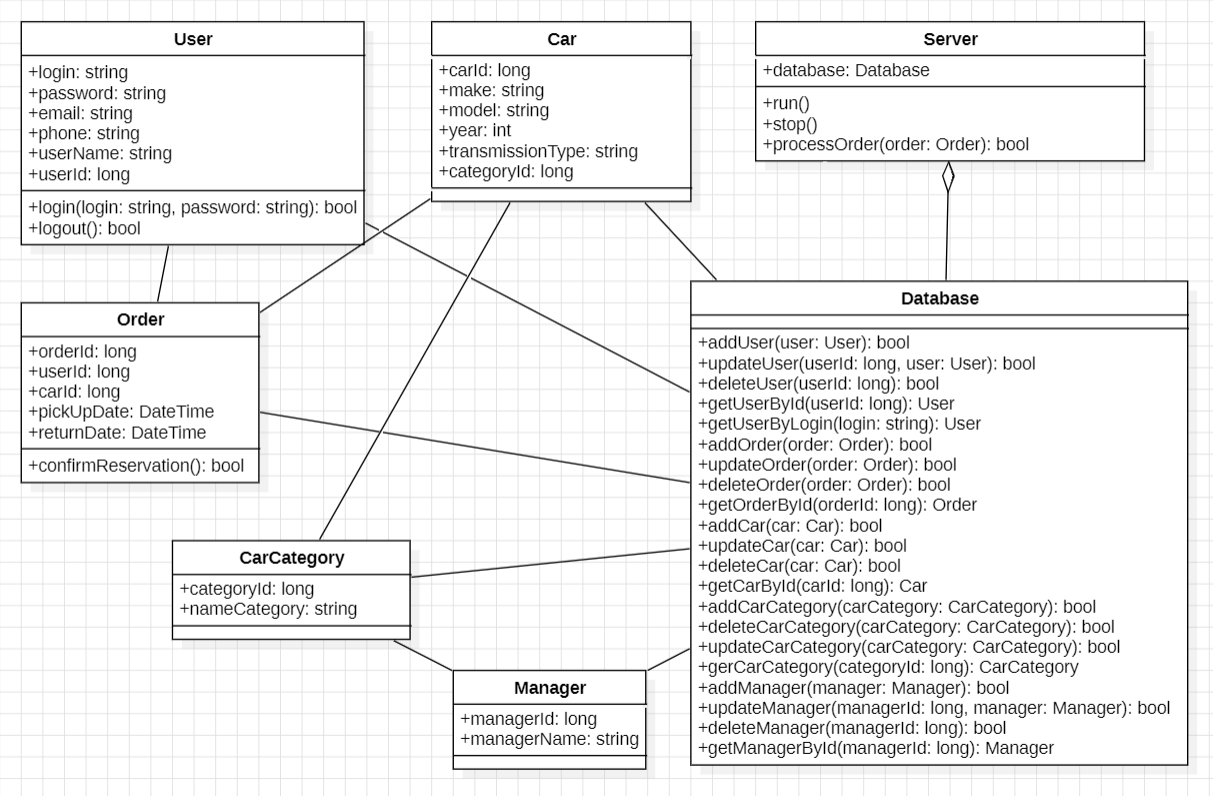 User
+login: string
+password: string
+email: string
+phone: string
+userName: string
+userId: long
+login(login: string, password: string): bool
+logout(): bool
Car
+carId: long
+make: string
+model: string
+year: int
+transmissionType: string
+categoryId: long
Server
+database: Database
+run()
+stop()
+processOrder(order: Order): bool
Order
+orderId: long
+userId: long
+carId: long
+pickUpDate: DateTime
+returnDate: DateTime
+confirmReservation(): bool
Database
+addUser(user: User): bool
+updateUser(userId: long, user: User): bool
+deleteUser(userId: long): bool
+getUserById(userId: long): User
+getUserByLogin(login: string): User
+addOrder(order: Order): bool
+updateOrder(order: Order): bool
+deleteOrder(order: Order): bool
+getOrderById(orderId: long): Order
+addCar(car: Car): bool
+updateCar(car: Car): bool
+deleteCar(car: Car): bool
+getCarById(carId: long): Car
+addCarCategory(carCategory: CarCategory): bool
+deleteCarCategory(carCategory: CarCategory): bool
+updateCarCategory(carCategory: CarCategory): bool
+gerCarCategory(categoryId: long): CarCategory
+addManager(manager: Manager): bool
+updateManager(managerId: long, manager: Manager): bool
+deleteManager(managerId: long): bool
+getManagerById(managerId: long): Manager
CarCategory
+categoryId: long
+nameCategory: string
Manager
+managerId: long
+managerName: string